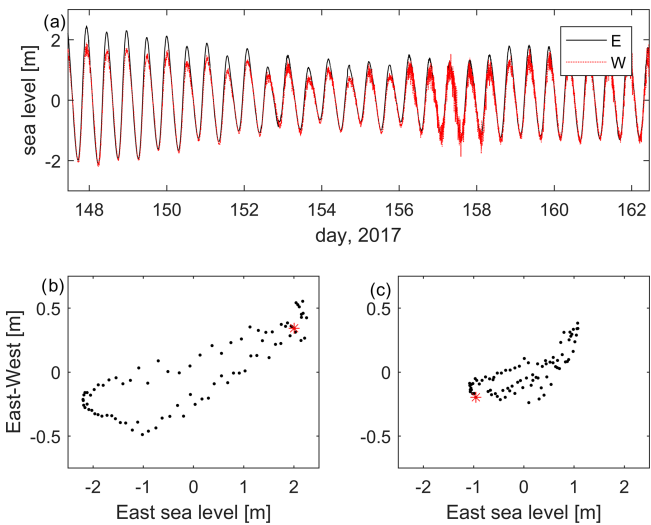 (a)
2
0
-2
sea level [m]
E
W
148 150 152 154 156 158 160 162
day, 2017
(b) (c)
0.5 0.5
0 0
-0.5 -0.5
East-West [m]
-2 -1 0 1 2 -2 -1 0 1 2
East sea level [m] East sea level [m]